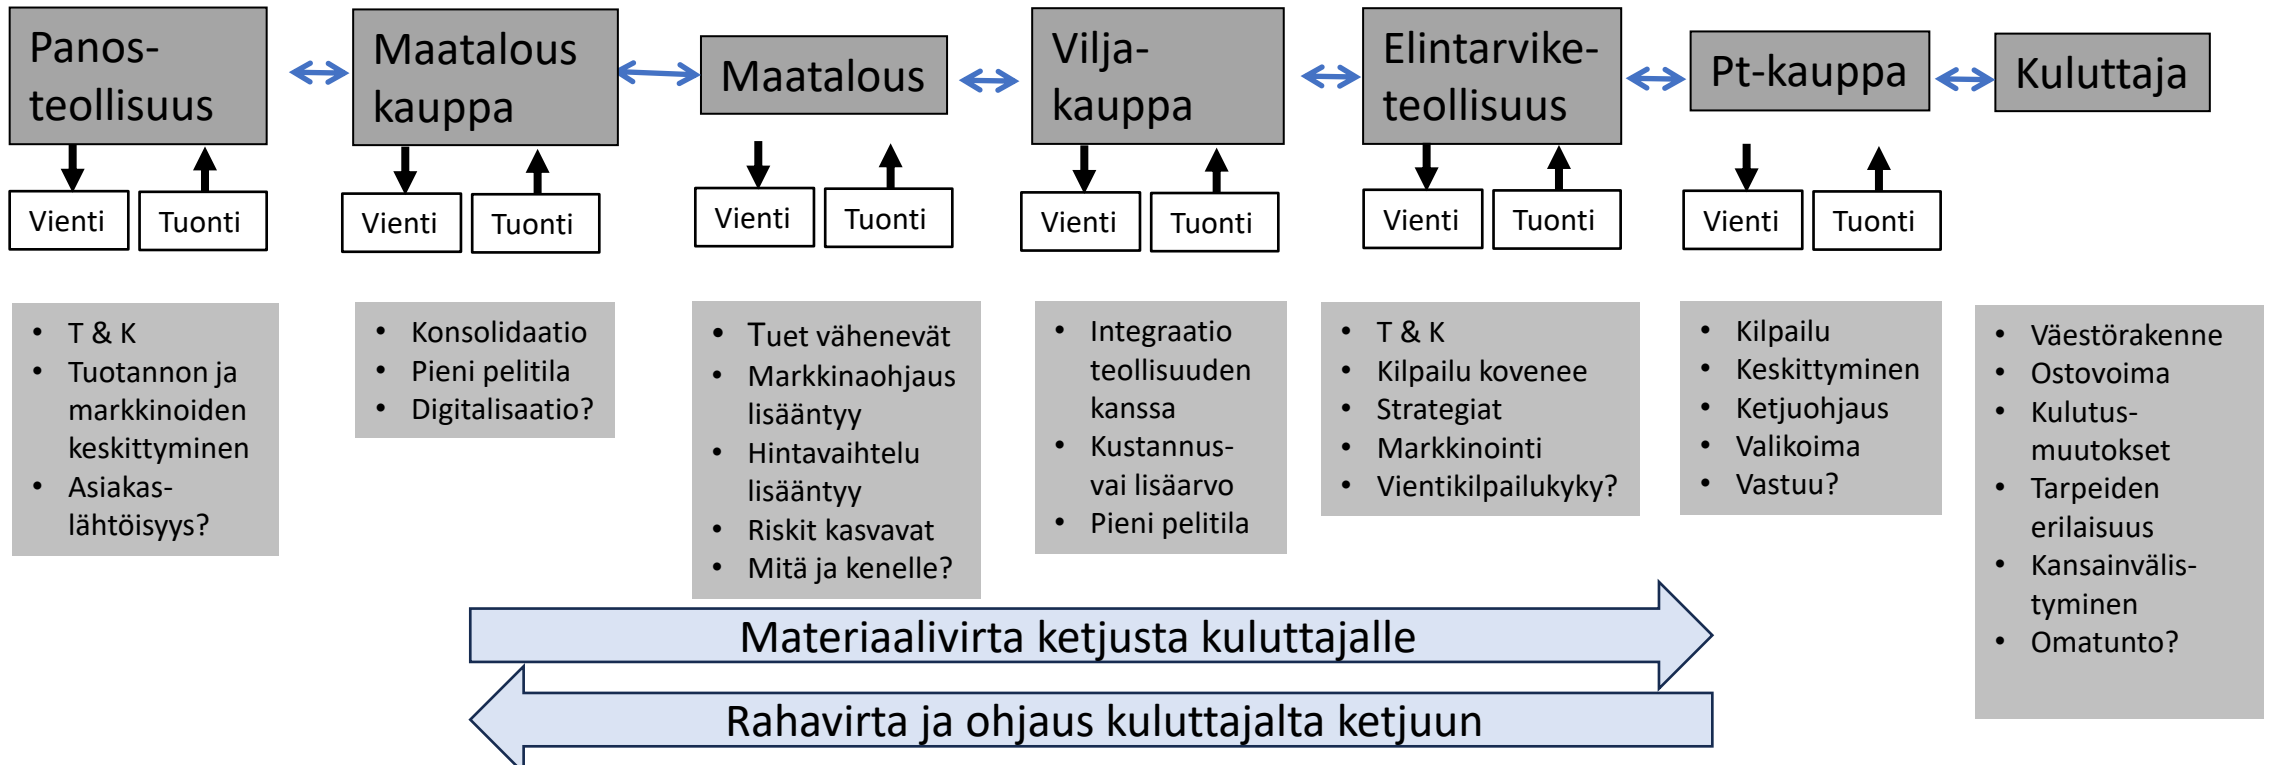 Panos-
teollisuus
Maatalous
kauppa
Maatalous
Vilja-
kauppa
Elintarvike-
teollisuus
Pt-kauppa
Kuluttaja
Vienti
Tuonti
Vienti
Tuonti
Vienti
Tuonti
Vienti
Tuonti
Vienti
Tuonti
Vienti
Tuonti
• T & K
• Tuotannon ja
markkinoiden
keskittyminen
• Asiakas-
lähtöisyys?
• Konsolidaatio
• Pieni pelitila
• Digitalisaatio?
• Tuet vähenevät
• Markkinaohjaus
lisääntyy
• Hintavaihtelu
lisääntyy
• Riskit kasvavat
• Mitä ja kenelle?
• Integraatio
teollisuuden
kanssa
• Kustannus-
vai lisäarvo
• Pieni pelitila
• T & K
• Kilpailu kovenee
• Strategiat
• Markkinointi
• Vientikilpailukyky?
• Kilpailu
• Keskittyminen
• Ketjuohjaus
• Valikoima
• Vastuu?
• Väestörakenne
• Ostovoima
• Kulutus-
muutokset
• Tarpeiden
erilaisuus
• Kansainvälis-
tyminen
• Omatunto?
Materiaalivirta ketjusta kuluttajalle
Rahavirta ja ohjaus kuluttajalta ketjuun